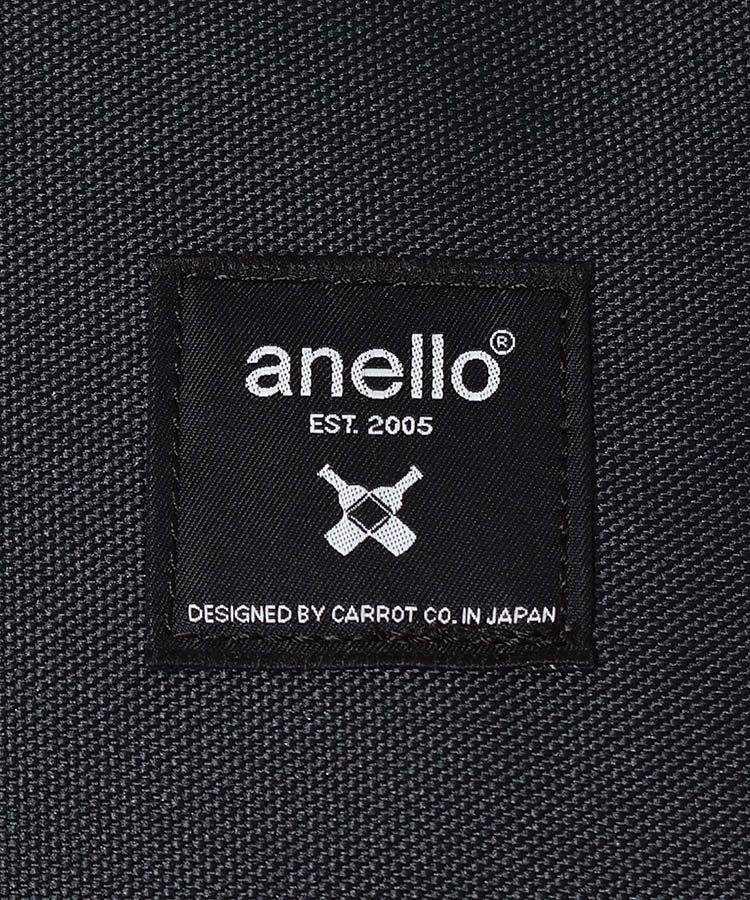 anello®
EST. 2005
DESIGNED BY CARROT CO. IN JAPAN